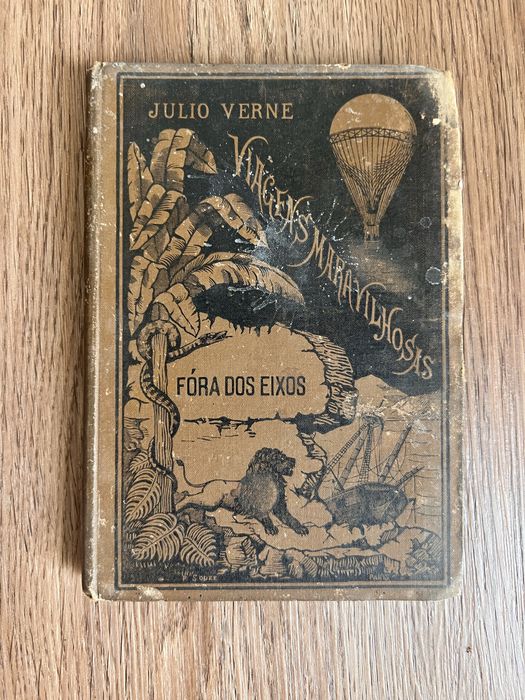 JULIO VERNE
VIAGENS MARAVILHOSAS
FÓRA DOS EIXOS